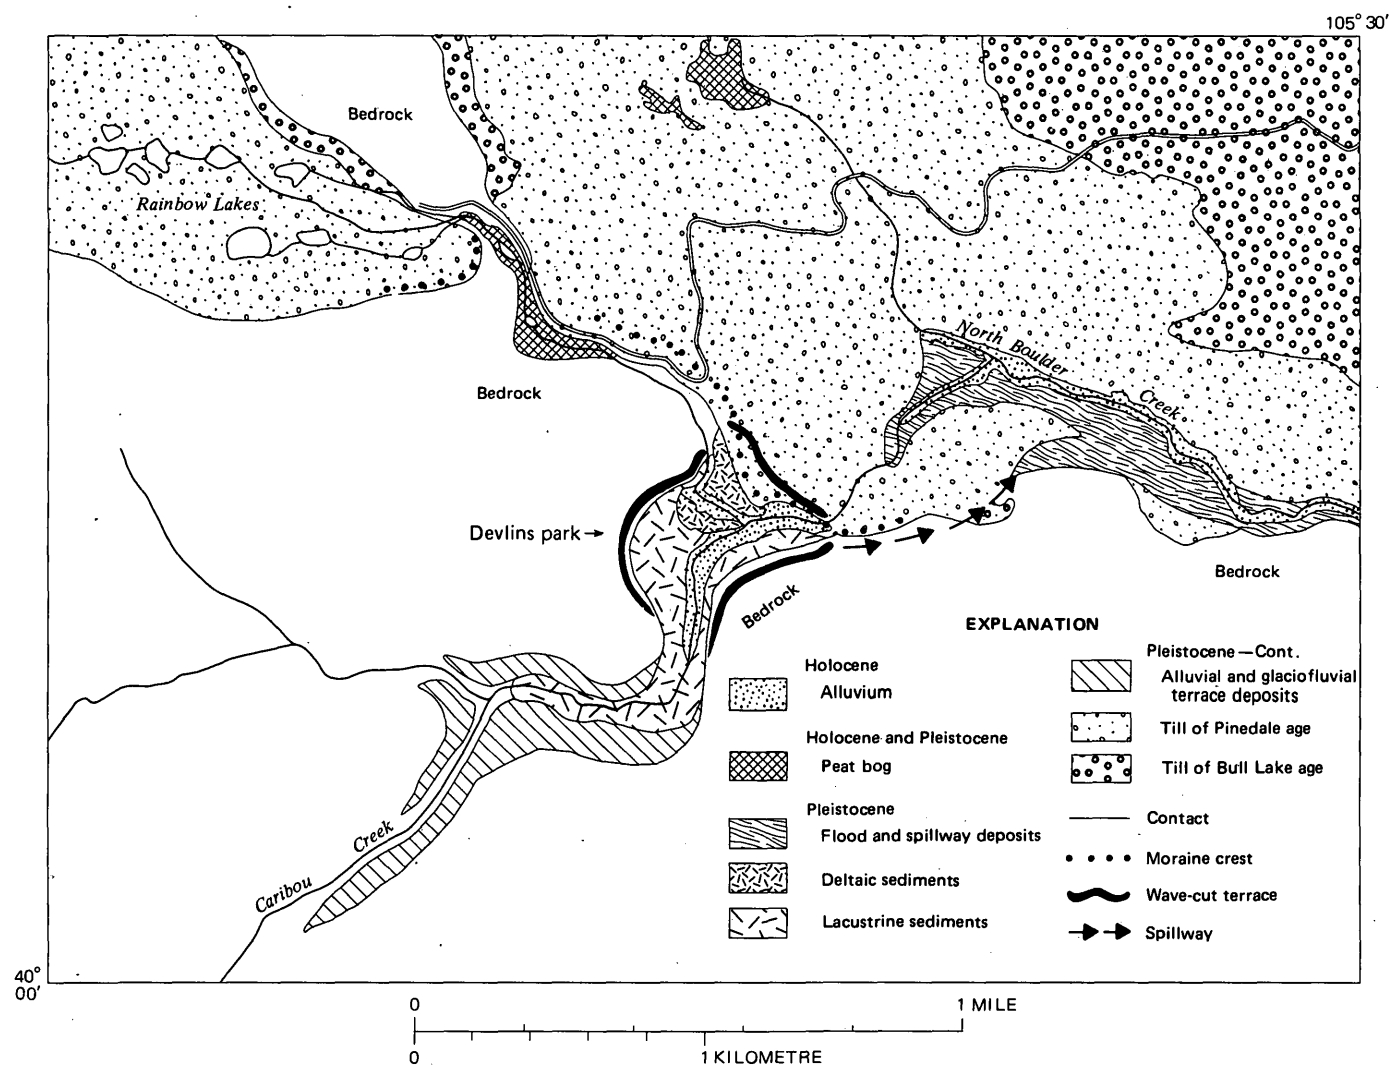 105° 30'
Bedrock
Rainbow Lakes
North Boulder
Creek
Bedrock
Devlins park
Bedrock
Bedrock
Creek
Caribou
EXPLANATION
Holocene
Alluvium
Holocene and Pleistocene
Peat bog
Pleistocene
Flood and spillway deposits
Deltaic sediments
Lacustrine sediments
Pleistocene—Cont.
Alluvial and glaciofluvial
terrace deposits
Till of Pinedale age
Till of Bull Lake age
Contact
Moraine crest
Wave-cut terrace
Spillway
40°
00'
0
1 MILE
0
1 KILOMETRE